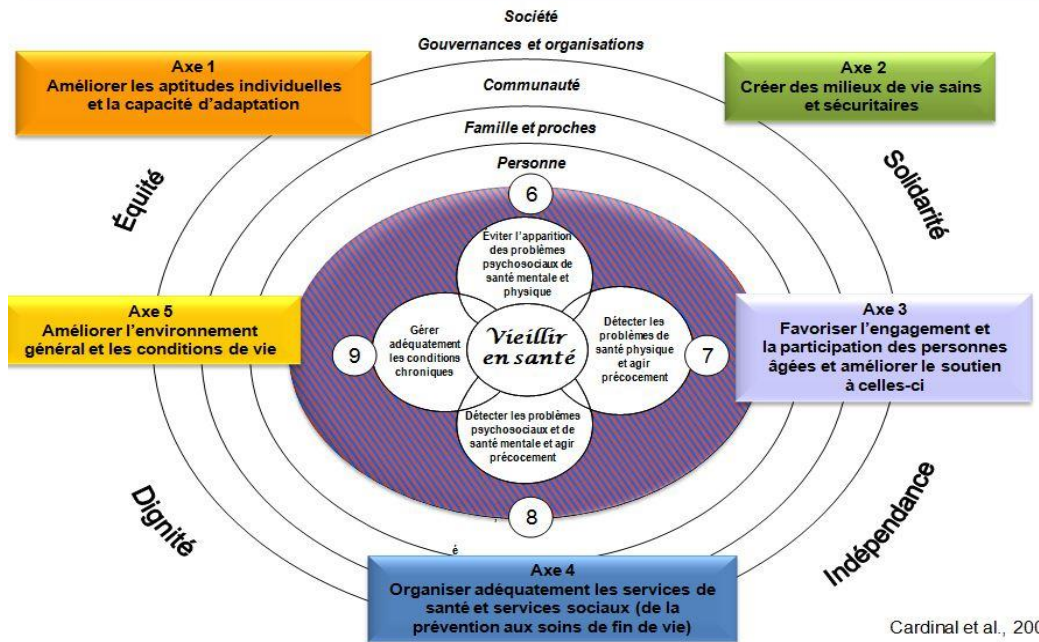 Société
Gouvernances et organisations
Axe 1
Améliorer les aptitudes individuelles
et la capacité d'adaptation
Axe 2
Créer des milieux de vie sains
et sécuritaires
Communauté
Famille et proches
Personne
Équité
Solidarité
6
Éviter l'apparition
des problèmes
psychosociaux de
santé mentale et
physique
Axe 5
Améliorer l'environnement
général et les conditions de vie
9
Gérer
adéquatement
les conditions
chroniques
Vieillir
en santé
Détecter les
problèmes de
santé physique
et agir
précocement
7
Axe 3
Favoriser l'engagement et
la participation des personnes
âgées et améliorer le soutien
à celles-ci
Détecter les problèmes
psychosociaux et de
santé mentale et agir
précocement
8
Dignité
Indépendance
é
Axe 4
Organiser adéquatement les services de
santé et services sociaux (de la
prévention aux soins de fin de vie)
Cardinal et al., 200